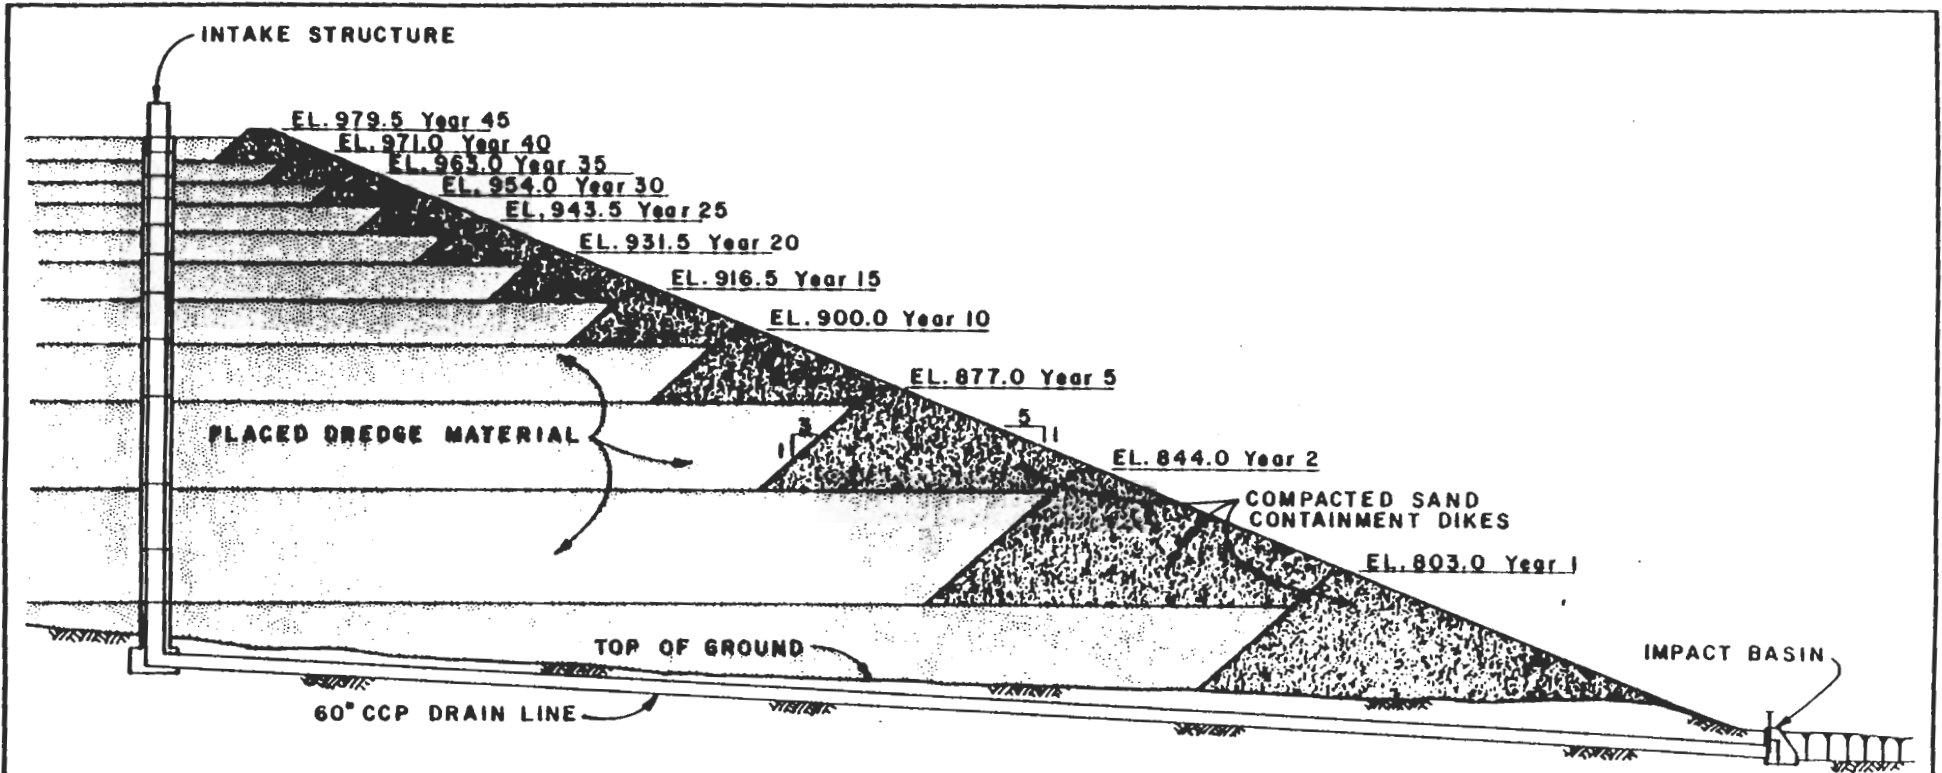 INTAKE STRUCTURE
EL. 979.5 Year 45
EL. 971.0 Year 40
EL. 963.0 Year 35
EL. 954.0 Year 30
EL. 943.5 Year 25
EL. 931.5 Year 20
EL. 916.5 Year 15
EL. 900.0 Year 10
EL. 877.0 Year 5
3
1
5
1
PLACED DREDGE MATERIAL
EL. 844.0 Year 2
COMPACTED SAND
CONTAINMENT DIKES
EL. 803.0 Year 1
TOP OF GROUND
IMPACT BASIN
60" CCP DRAIN LINE